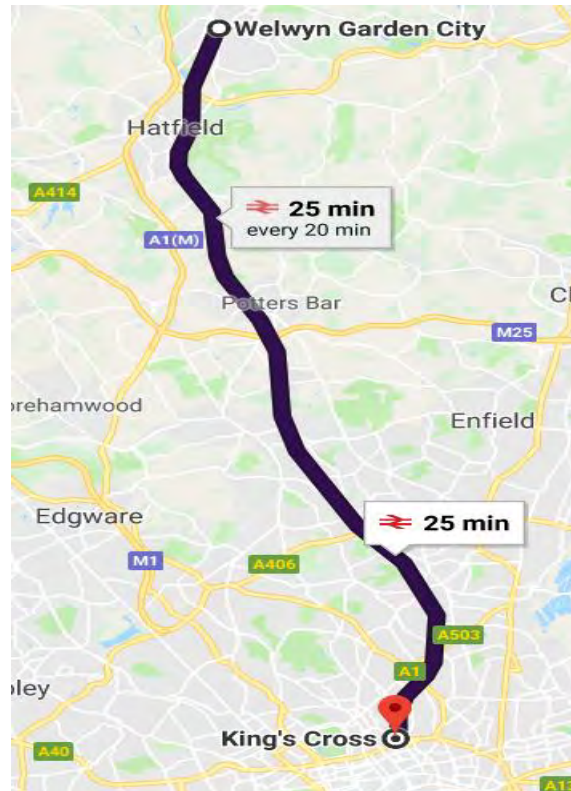 Welwyn Garden City
Hatfield
A414
25 min
every 20 min
A1(M)
Potters Bar
M25
orehamwood
Enfield
Edgware
25 min
M1
A406
A503
A1
King's Cross
A40